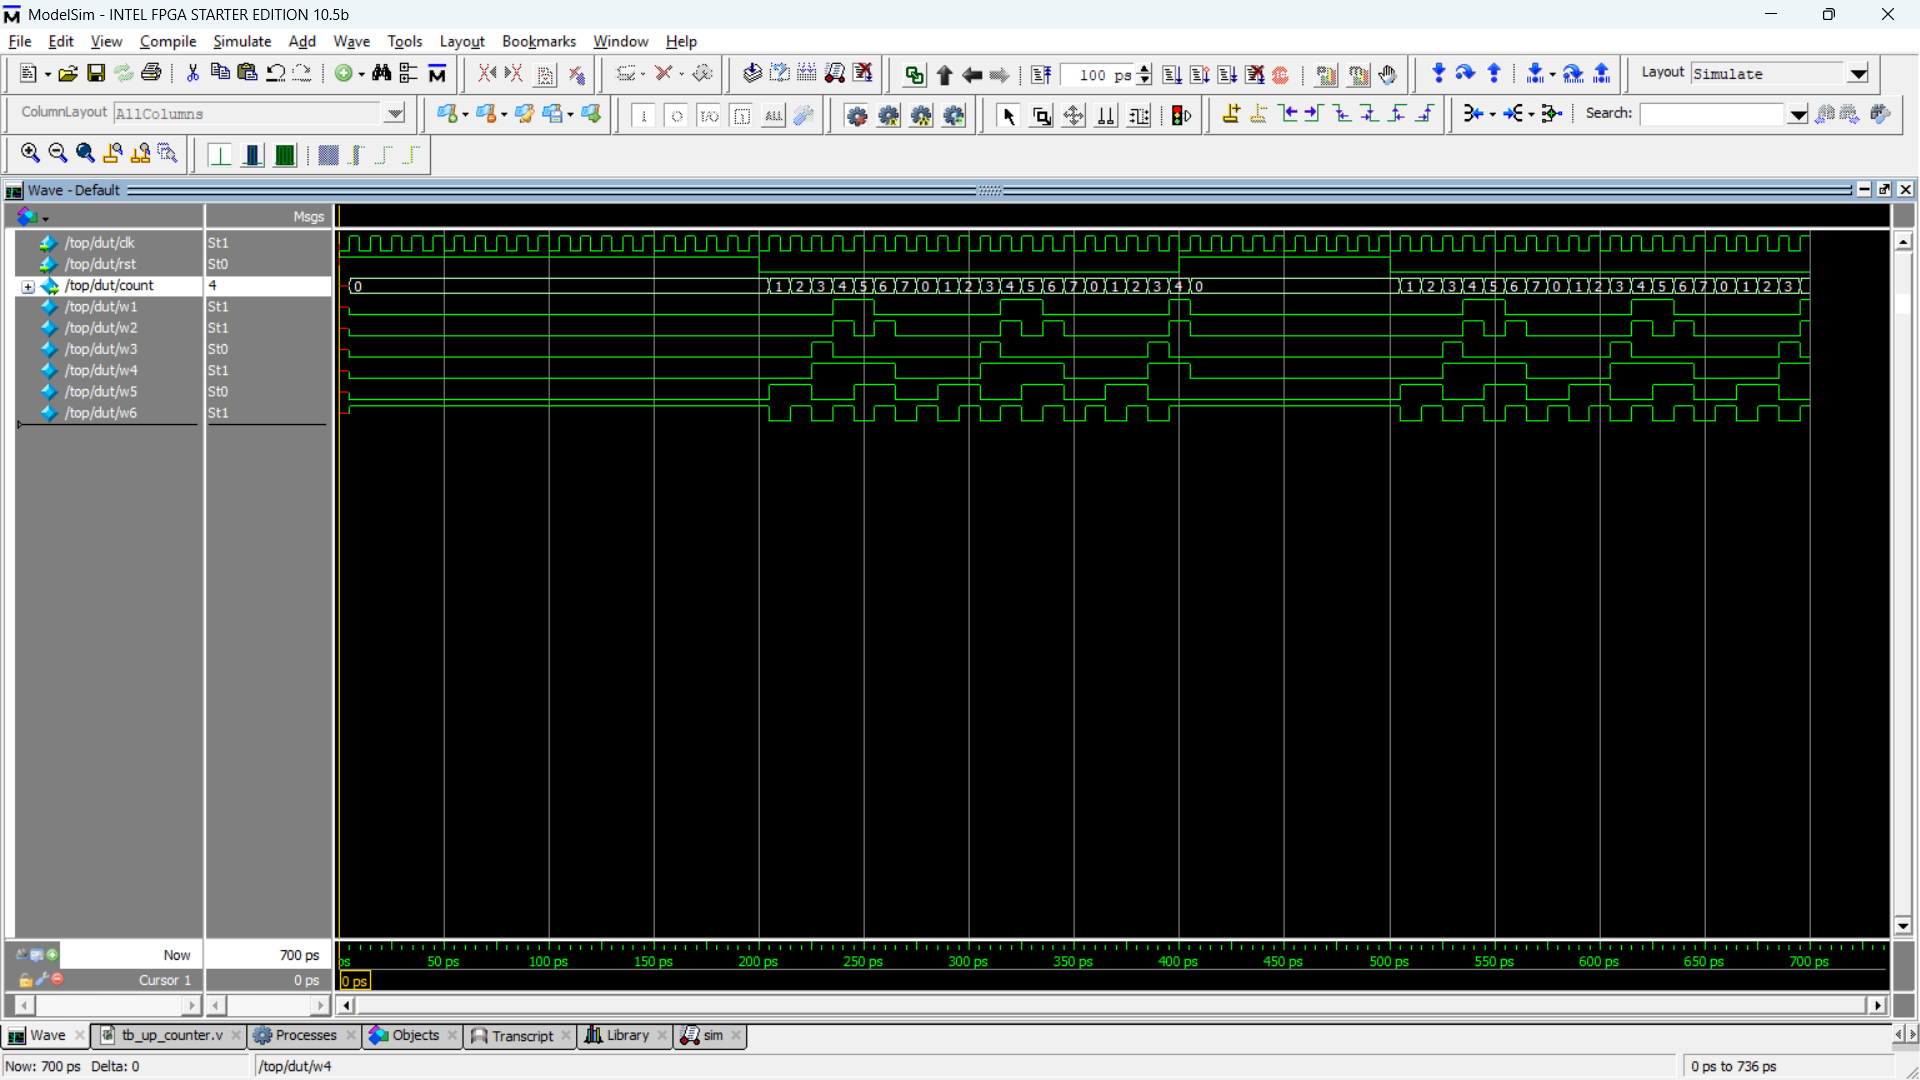 ModelSim - INTEL FPGA STARTER EDITION 10.5b
File Edit View Compile Simulate Add Wave Tools Layout Bookmarks Window Help
100 ps
Layout Simulate
ColumnLayout AllColumns
Search:
Wave - Default
Msgs
/top/dut/clk St1
/top/dut/rst St0
/top/dut/count 4 0 1 2 3 4 5 6 7 0 1 2 3 4 5 6 7 0 1 2 3 4 0 1 2 3 4 5 6 7 0 1 2 3 4 5 6 7 0 1 2 3
/top/dut/w1 St1
/top/dut/w2 St1
/top/dut/w3 St0
/top/dut/w4 St1
/top/dut/w5 St0
/top/dut/w6 St1
Now 700 ps
ps 50 ps 100 ps 150 ps 200 ps 250 ps 300 ps 350 ps 400 ps 450 ps 500 ps 550 ps 600 ps 650 ps 700 ps
Cursor 1 0 ps 0 ps
Wave tb_up_counter.v Processes Objects Transcript Library sim
Now: 700 ps Delta: 0 /top/dut/w4 0 ps to 736 ps